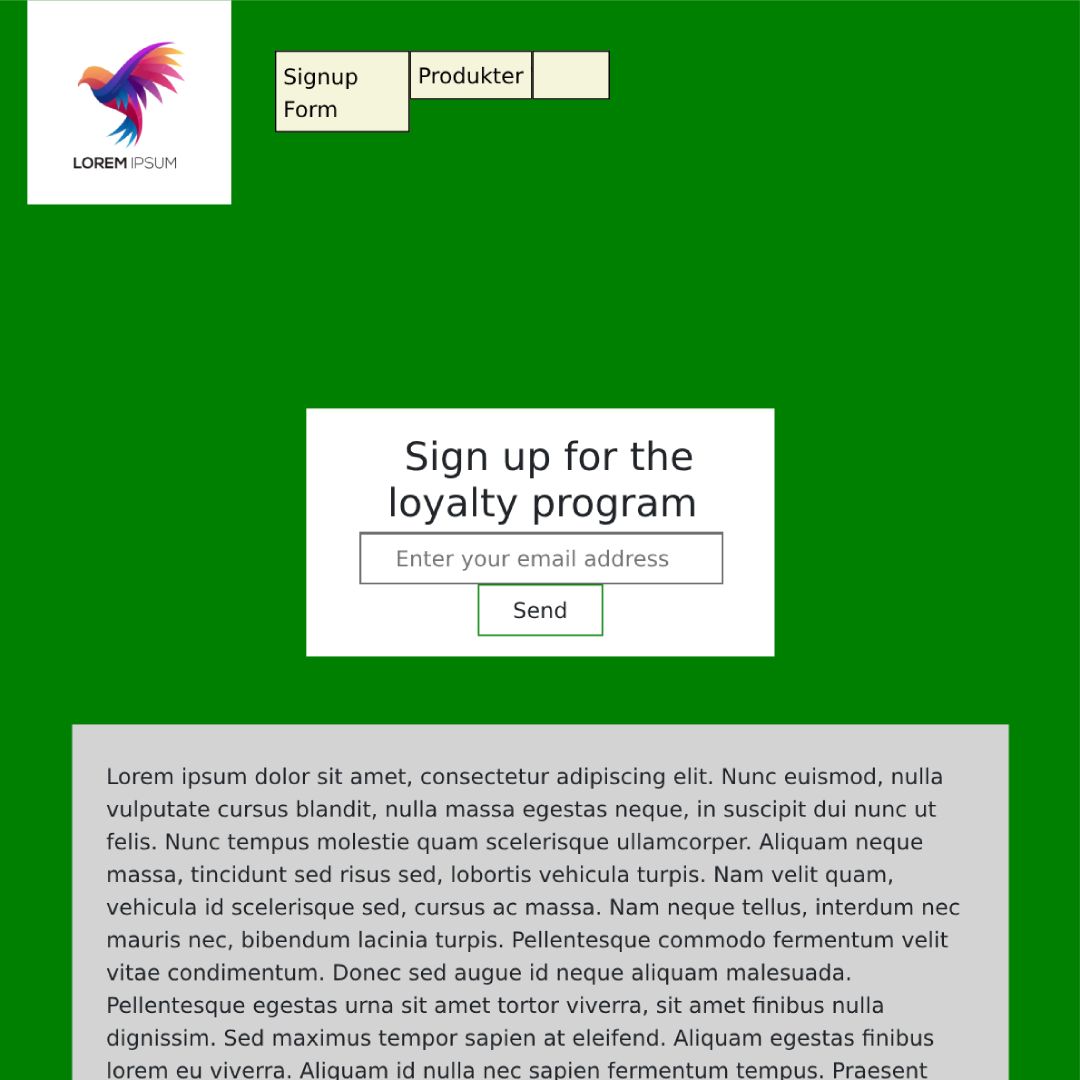 LOREM IPSUM
Signup
Form
Produkter
Sign up for the
loyalty program
Enter your email address
Send
Lorem ipsum dolor sit amet, consectetur adipiscing elit. Nunc euismod, nulla
vulputate cursus blandit, nulla massa egestas neque, in suscipit dui nunc ut
felis. Nunc tempus molestie quam scelerisque ullamcorper. Aliquam neque
massa, tincidunt sed risus sed, lobortis vehicula turpis. Nam velit quam,
vehicula id scelerisque sed, cursus ac massa. Nam neque tellus, interdum nec
mauris nec, bibendum lacinia turpis. Pellentesque commodo fermentum velit
vitae condimentum. Donec sed augue id neque aliquam malesuada.
Pellentesque egestas urna sit amet tortor viverra, sit amet finibus nulla
dignissim. Sed maximus tempor sapien at eleifend. Aliquam egestas finibus
lorem eu viverra. Aliquam id nulla nec sapien fermentum tempus. Praesent